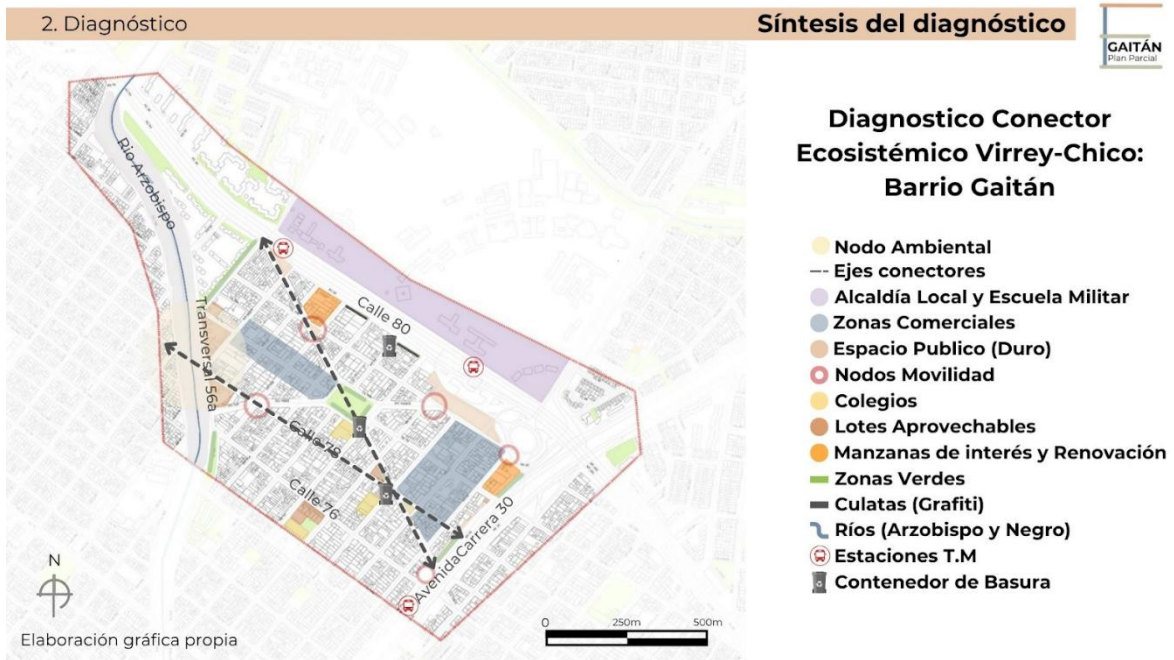 2. Diagnóstico
Síntesis del diagnóstico
GAITÁN
Plan Parcial
Diagnostico Conector
Ecosistémico Virrey-Chico:
Barrio Gaitán
Nodo Ambiental
Ejes conectores
Alcaldía Local y Escuela Militar
Zonas Comerciales
Espacio Publico (Duro)
Nodos Movilidad
Colegios
Lotes Aprovechables
Manzanas de interés y Renovación
Zonas Verdes
Culatas (Grafiti)
Ríos (Arzobispo y Negro)
Estaciones T.M
Contenedor de Basura
Rio Arzobispo
Transversal 56a
Calle 80
Calle 78
Calle 76
Avenida Carrera 30
N
0 250m 500m
Elaboración gráfica propia